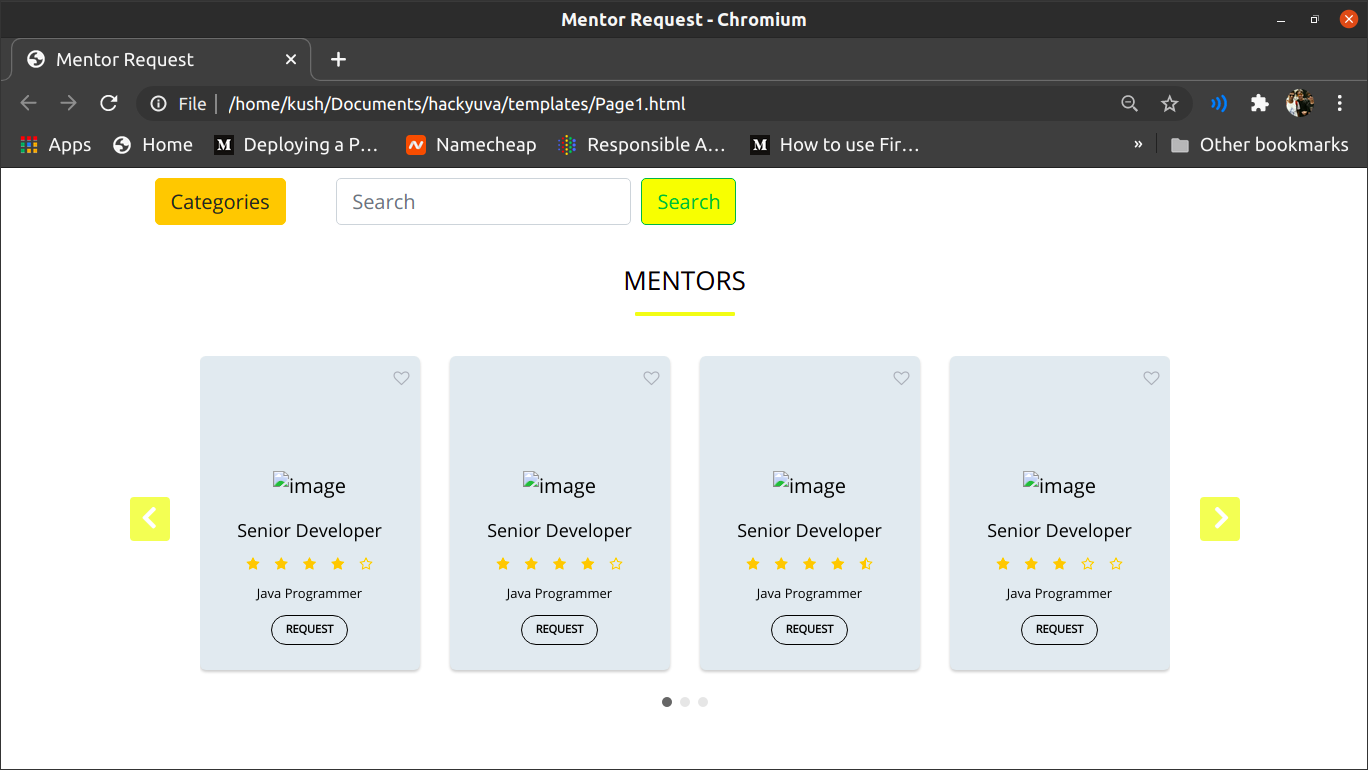 Mentor Request - Chromium
Mentor Request
File /home/kush/Documents/hackyuva/templates/Page1.html
Apps Home M Deploying a P... Namecheap Responsible A... M How to use Fir... » Other bookmarks
Categories Search Search
MENTORS
image image image image
Senior Developer Senior Developer Senior Developer Senior Developer
Java Programmer Java Programmer Java Programmer Java Programmer
REQUEST REQUEST REQUEST REQUEST